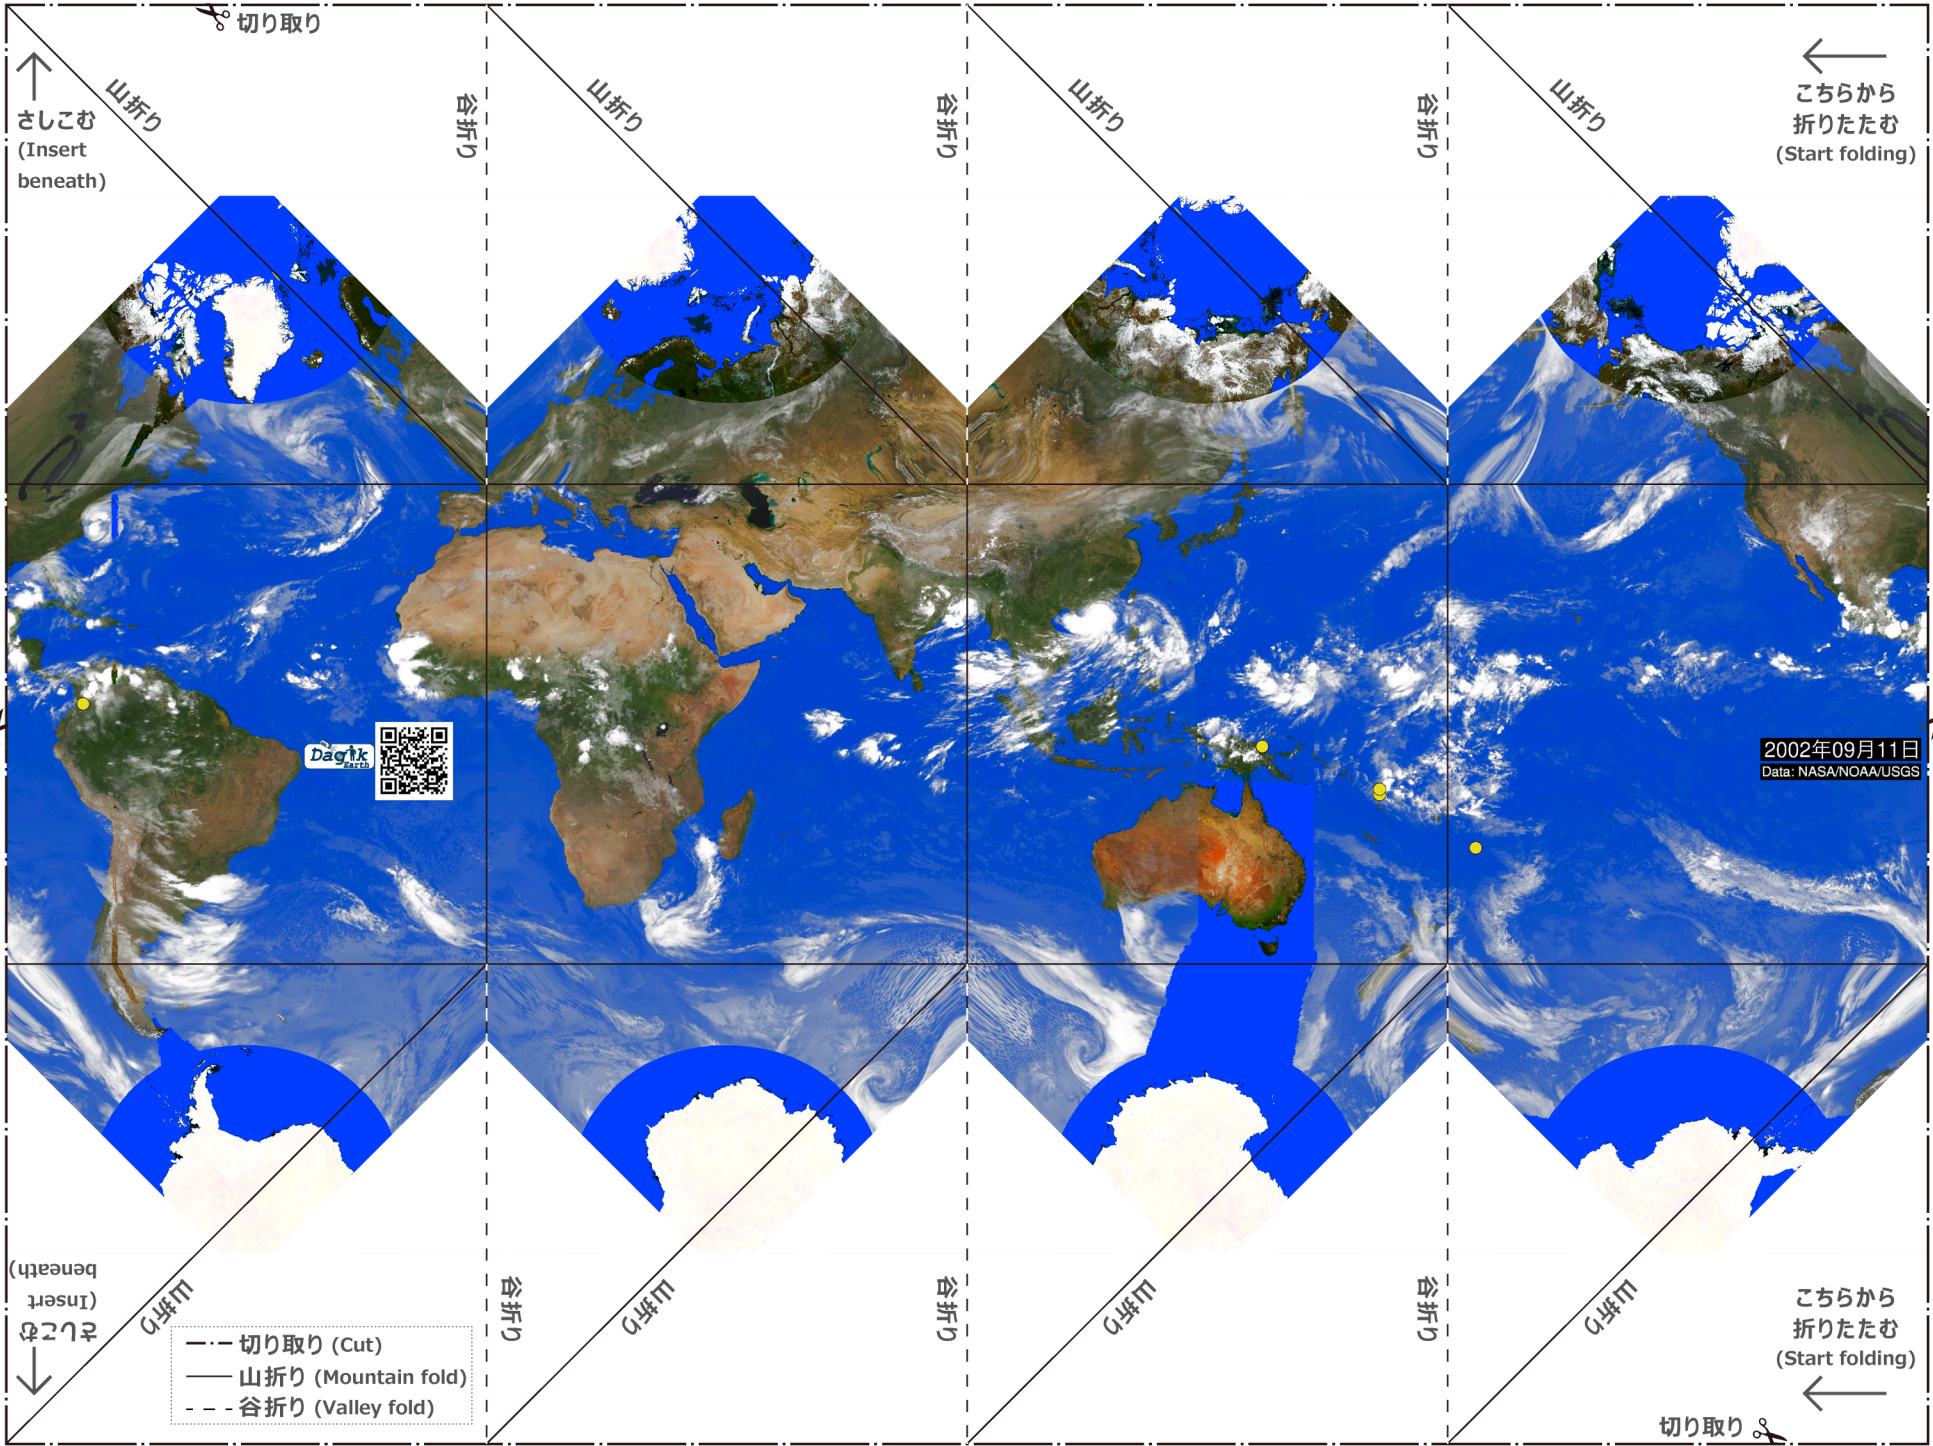 切り取り
山折り
谷折り
山折り
谷折り
山折り
谷折り
山折り
さしこむ
(Insert
beneath)
こちらから
折りたたむ
(Start folding)
Dagik
Earth
2002年09月11日
Data: NASA/NOAA/USGS
さしこむ
(Insert
beneath)
山折り
谷折り
山折り
谷折り
山折り
谷折り
山折り
こちらから
折りたたむ
(Start folding)
切り取り (Cut)
山折り (Mountain fold)
谷折り (Valley fold)
切り取り